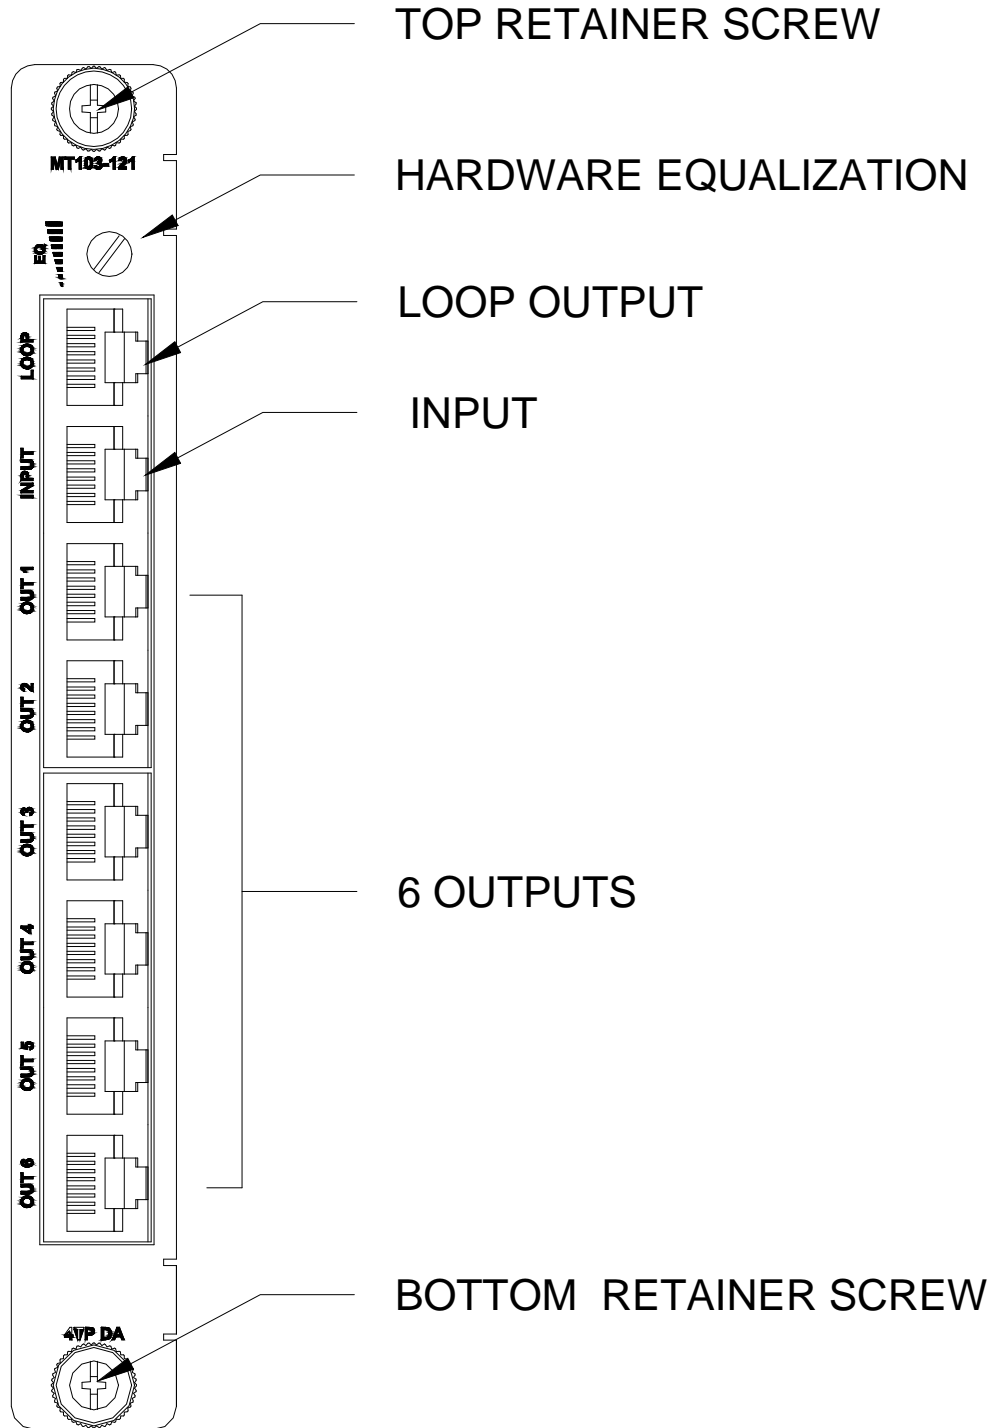 TOP RETAINER SCREW
MT103-121
HARDWARE EQUALIZATION
EQ
LOOP OUTPUT
LOOP
INPUT
INPUT
OUT 1
OUT 2
OUT 3
6 OUTPUTS
OUT 4
OUT 5
OUT 6
BOTTOM RETAINER SCREW
4TP DA